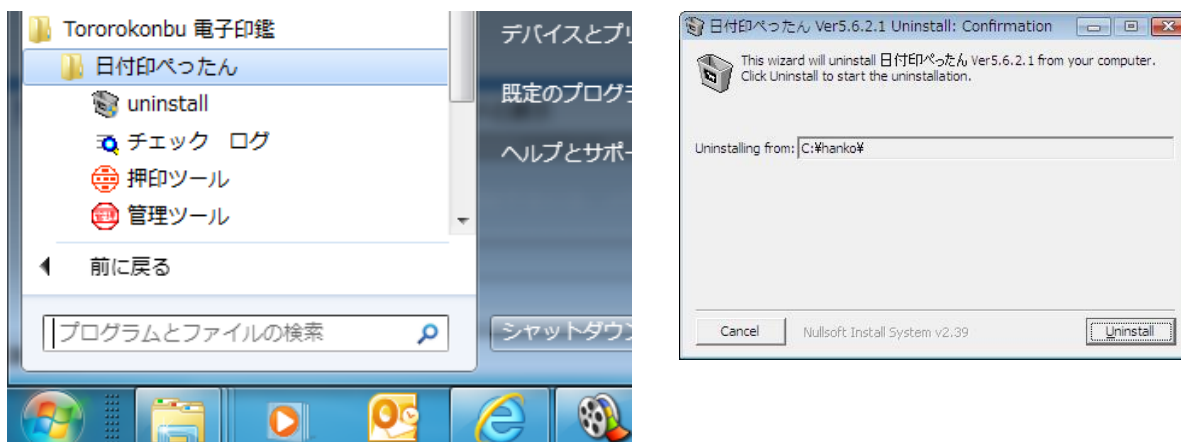 Tororokonbu 電子印鑑
日付印ぺったん
uninstall
チェック ログ
押印ツール
管理ツール
前に戻る
プログラムとファイルの検索
デバイスとプリ
既定のプログラ
ヘルプとサポー
シャットダウン
日付印ぺったん Ver5.6.2.1 Uninstall: Confirmation
This wizard will uninstall 日付印ぺったん Ver5.6.2.1 from your computer.
Click Uninstall to start the uninstallation.
Uninstalling from: C:¥hanko¥
Cancel Nullsoft Install System v2.39 Uninstall